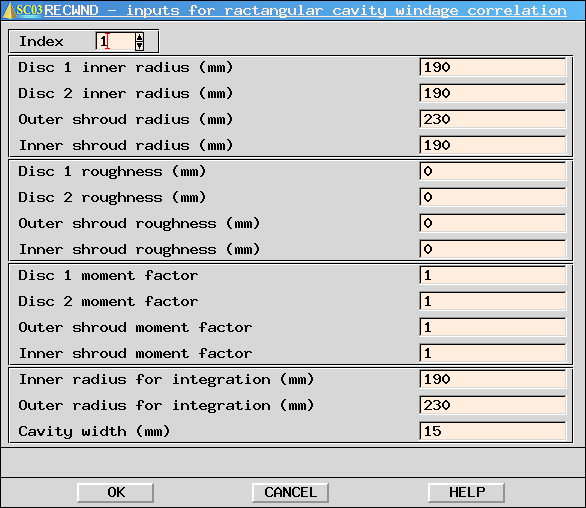 SC03 RECWND - inputs for ractangular cavity windage correlation
Index 1
Disc 1 inner radius (mm) 190
Disc 2 inner radius (mm) 190
Outer shroud radius (mm) 230
Inner shroud radius (mm) 190
Disc 1 roughness (mm) 0
Disc 2 roughness (mm) 0
Outer shroud roughness (mm) 0
Inner shroud roughness (mm) 0
Disc 1 moment factor 1
Disc 2 moment factor 1
Outer shroud moment factor 1
Inner shroud moment factor 1
Inner radius for integration (mm) 190
Outer radius for integration (mm) 230
Cavity width (mm) 15
OK CANCEL HELP